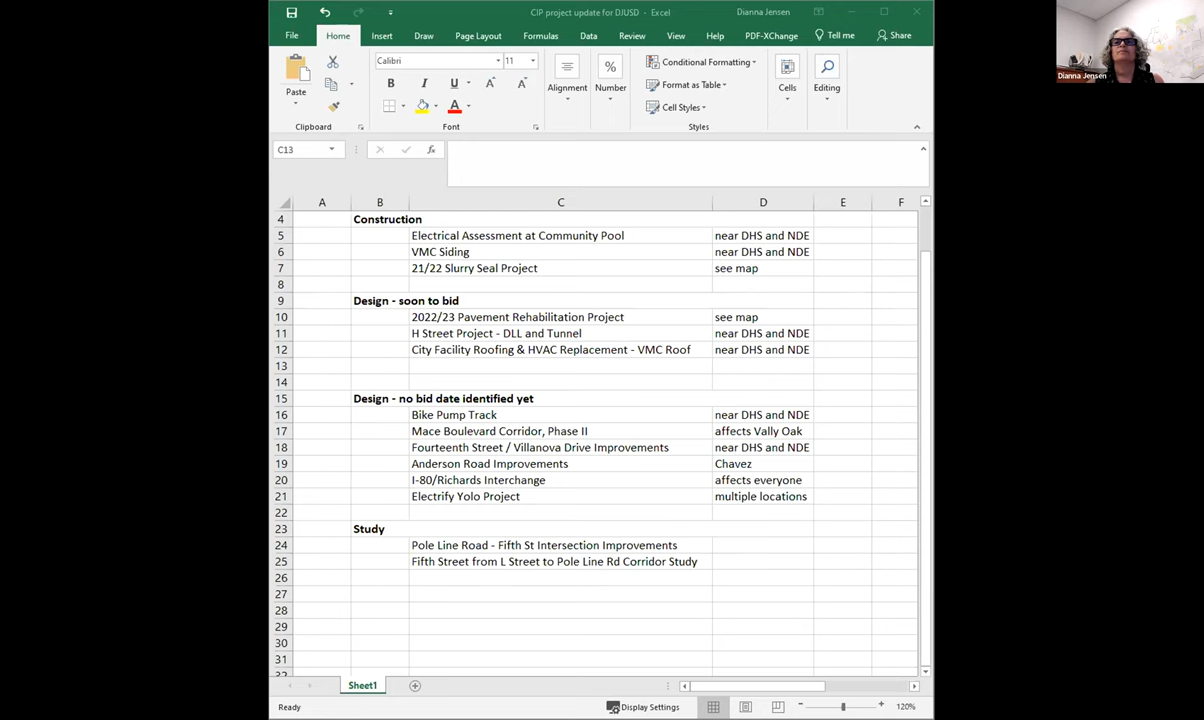 CIP project update for DJUSD - Excel
Dianna Jensen
File Home Insert Draw Page Layout Formulas Data Review View Help PDF-XChange Tell me Share
Paste
Clipboard
Calibri 11
B I U A A
A
Font
Alignment
%
Number
Conditional Formatting
Format as Table
Cell Styles
Styles
Cells
Editing
C13 fx
A B C D E F
4 Construction
5 Electrical Assessment at Community Pool near DHS and NDE
6 VMC Siding near DHS and NDE
7 21/22 Slurry Seal Project see map
8
9 Design - soon to bid
10 2022/23 Pavement Rehabilitation Project see map
11 H Street Project - DLL and Tunnel near DHS and NDE
12 City Facility Roofing & HVAC Replacement - VMC Roof near DHS and NDE
13
14
15 Design - no bid date identified yet
16 Bike Pump Track near DHS and NDE
17 Mace Boulevard Corridor, Phase II affects Vally Oak
18 Fourteenth Street / Villanova Drive Improvements near DHS and NDE
19 Anderson Road Improvements Chavez
20 I-80/Richards Interchange affects everyone
21 Electrify Yolo Project multiple locations
22
23 Study
24 Pole Line Road - Fifth St Intersection Improvements
25 Fifth Street from L Street to Pole Line Rd Corridor Study
26
27
28
29
30
31
32
Sheet1
Ready Display Settings 120%
Dianna Jensen